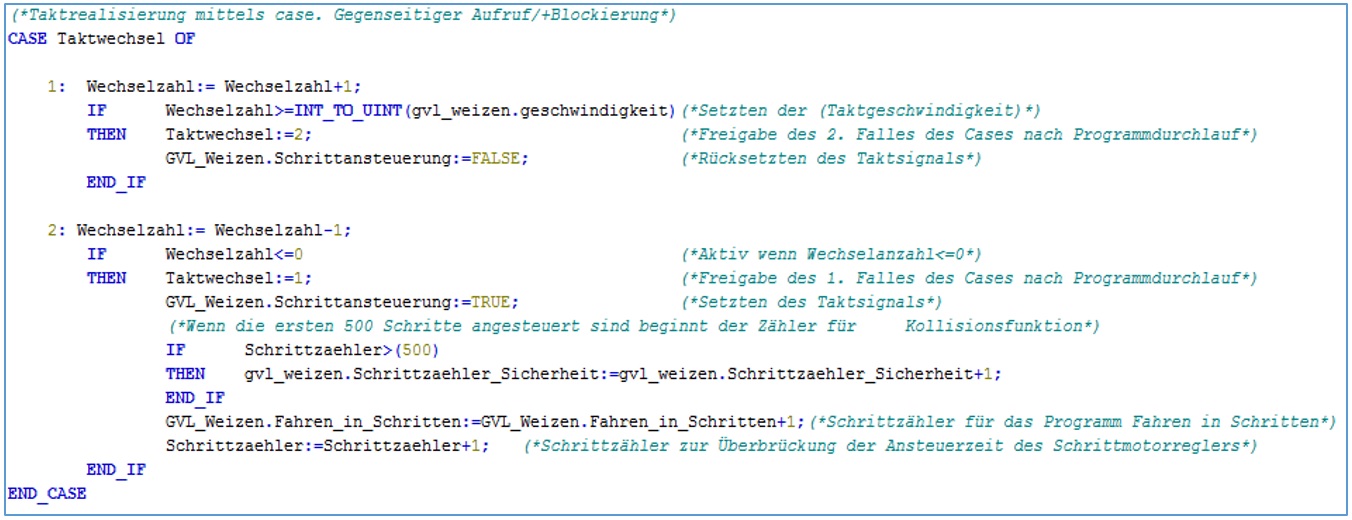 (*Taktrealisierung mittels case. Gegenseitiger Aufruf/+Blockierung*)
CASE Taktwechsel OF
1: Wechselzahl:= Wechselzahl+1;
IF Wechselzahl>=INT_TO_UINT(gvl_weizen.geschwindigkeit) (*Setzten der (Taktgeschwindigkeit)*)
THEN Taktwechsel:=2; (*Freigabe des 2. Falles des Cases nach Programmdurchlauf*)
GVL_Weizen.Schrittansteuerung:=FALSE; (*Rücksetzten des Taktsignals*)
END_IF
2: Wechselzahl:= Wechselzahl-1;
IF Wechselzahl<=0 (*Aktiv wenn Wechselanzahl<=0*)
THEN Taktwechsel:=1; (*Freigabe des 1. Falles des Cases nach Programmdurchlauf*)
GVL_Weizen.Schrittansteuerung:=TRUE; (*Setzten des Taktsignals*)
(*Wenn die ersten 500 Schritte angesteuert sind beginnt der Zähler für Kollisionsfunktion*)
IF Schrittzaehler>(500)
THEN gvl_weizen.Schrittzaehler_Sicherheit:=gvl_weizen.Schrittzaehler_Sicherheit+1;
END_IF
GVL_Weizen.Fahren_in_Schritten:=GVL_Weizen.Fahren_in_Schritten+1; (*Schrittzähler für das Programm Fahren in Schritten*)
Schrittzaehler:=Schrittzaehler+1; (*Schrittzähler zur Überbrückung der Ansteuerzeit des Schrittmotorreglers*)
END_IF
END_CASE